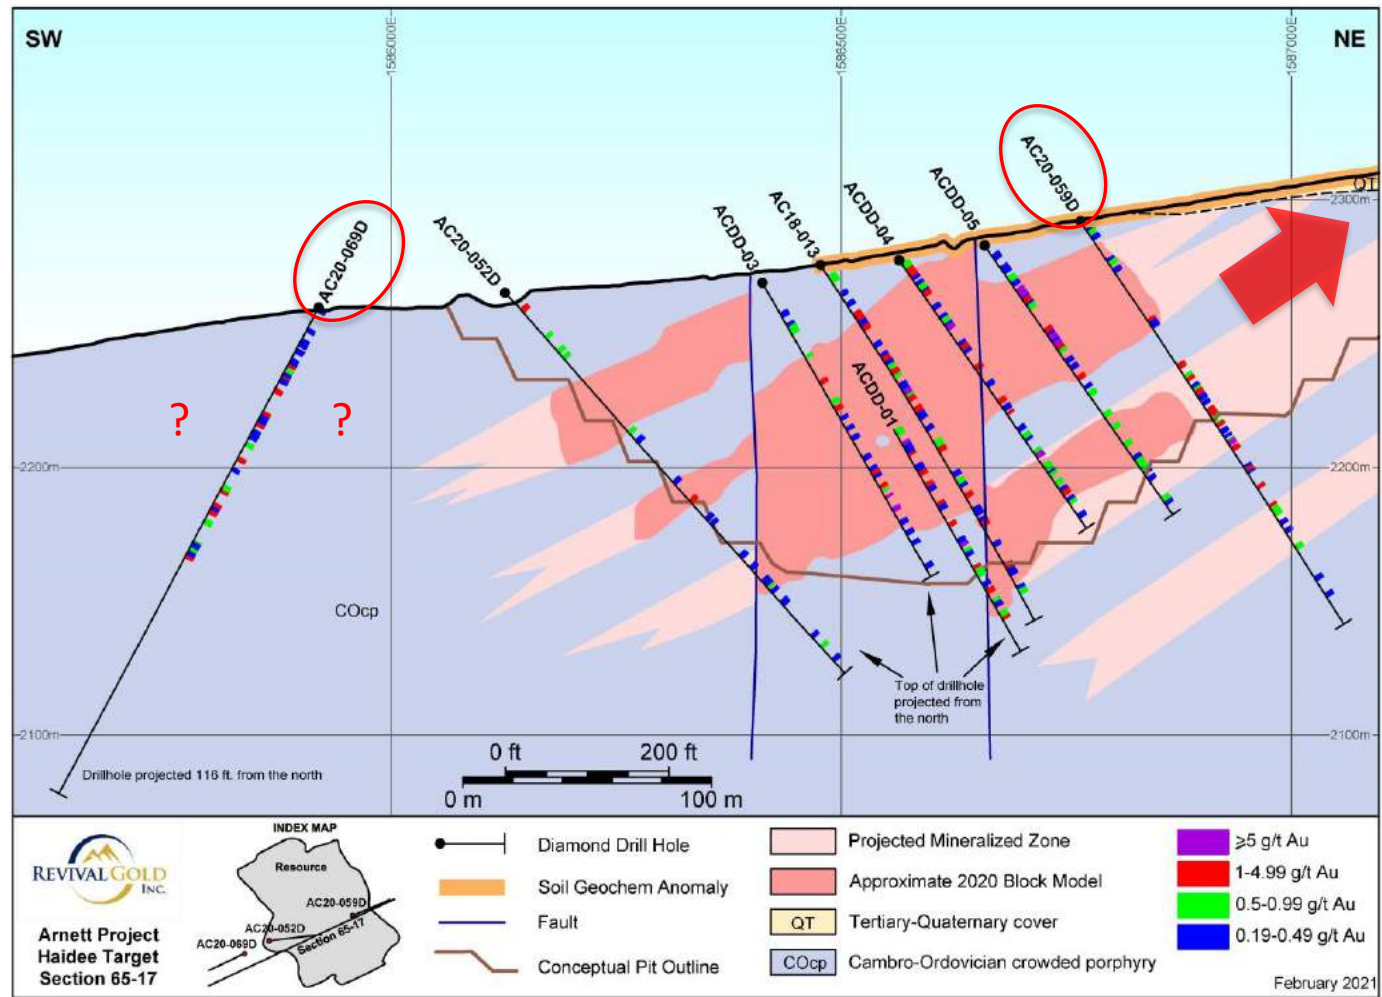 SW
NE
1586000E
1586500E
1587000E
AC20-069D
AC20-052D
ACDD-03
AC18-013
ACDD-04
ACDD-05
AC20-059D
ACDD-01
QT
2300m
2200m
2200m
2100m
2100m
?
?
COcp
Top of drillhole
projected from
the north
Drillhole projected 116 ft. from the north
0 ft
200 ft
0 m
100 m
REVIVAL GOLD
INC.
Arnett Project
Haidee Target
Section 65-17
INDEX MAP
Resource
AC20-059D
AC20-052D
AC20-069D
Section 65-17
Diamond Drill Hole
Soil Geochem Anomaly
Fault
Conceptual Pit Outline
Projected Mineralized Zone
Approximate 2020 Block Model
QT
Tertiary-Quaternary cover
COcp
Cambro-Ordovician crowded porphyry
≥5 g/t Au
1-4.99 g/t Au
0.5-0.99 g/t Au
0.19-0.49 g/t Au
February 2021